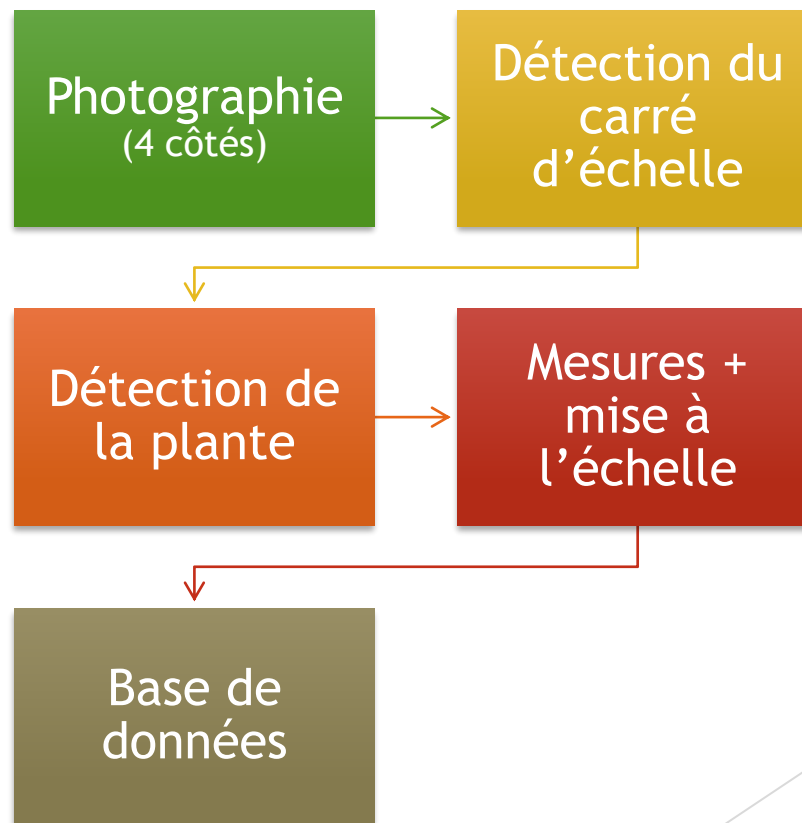 Photographie
(4 côtés)
Détection du
carré
d’échelle
Détection de
la plante
Mesures +
mise à
l’échelle
Base de
données